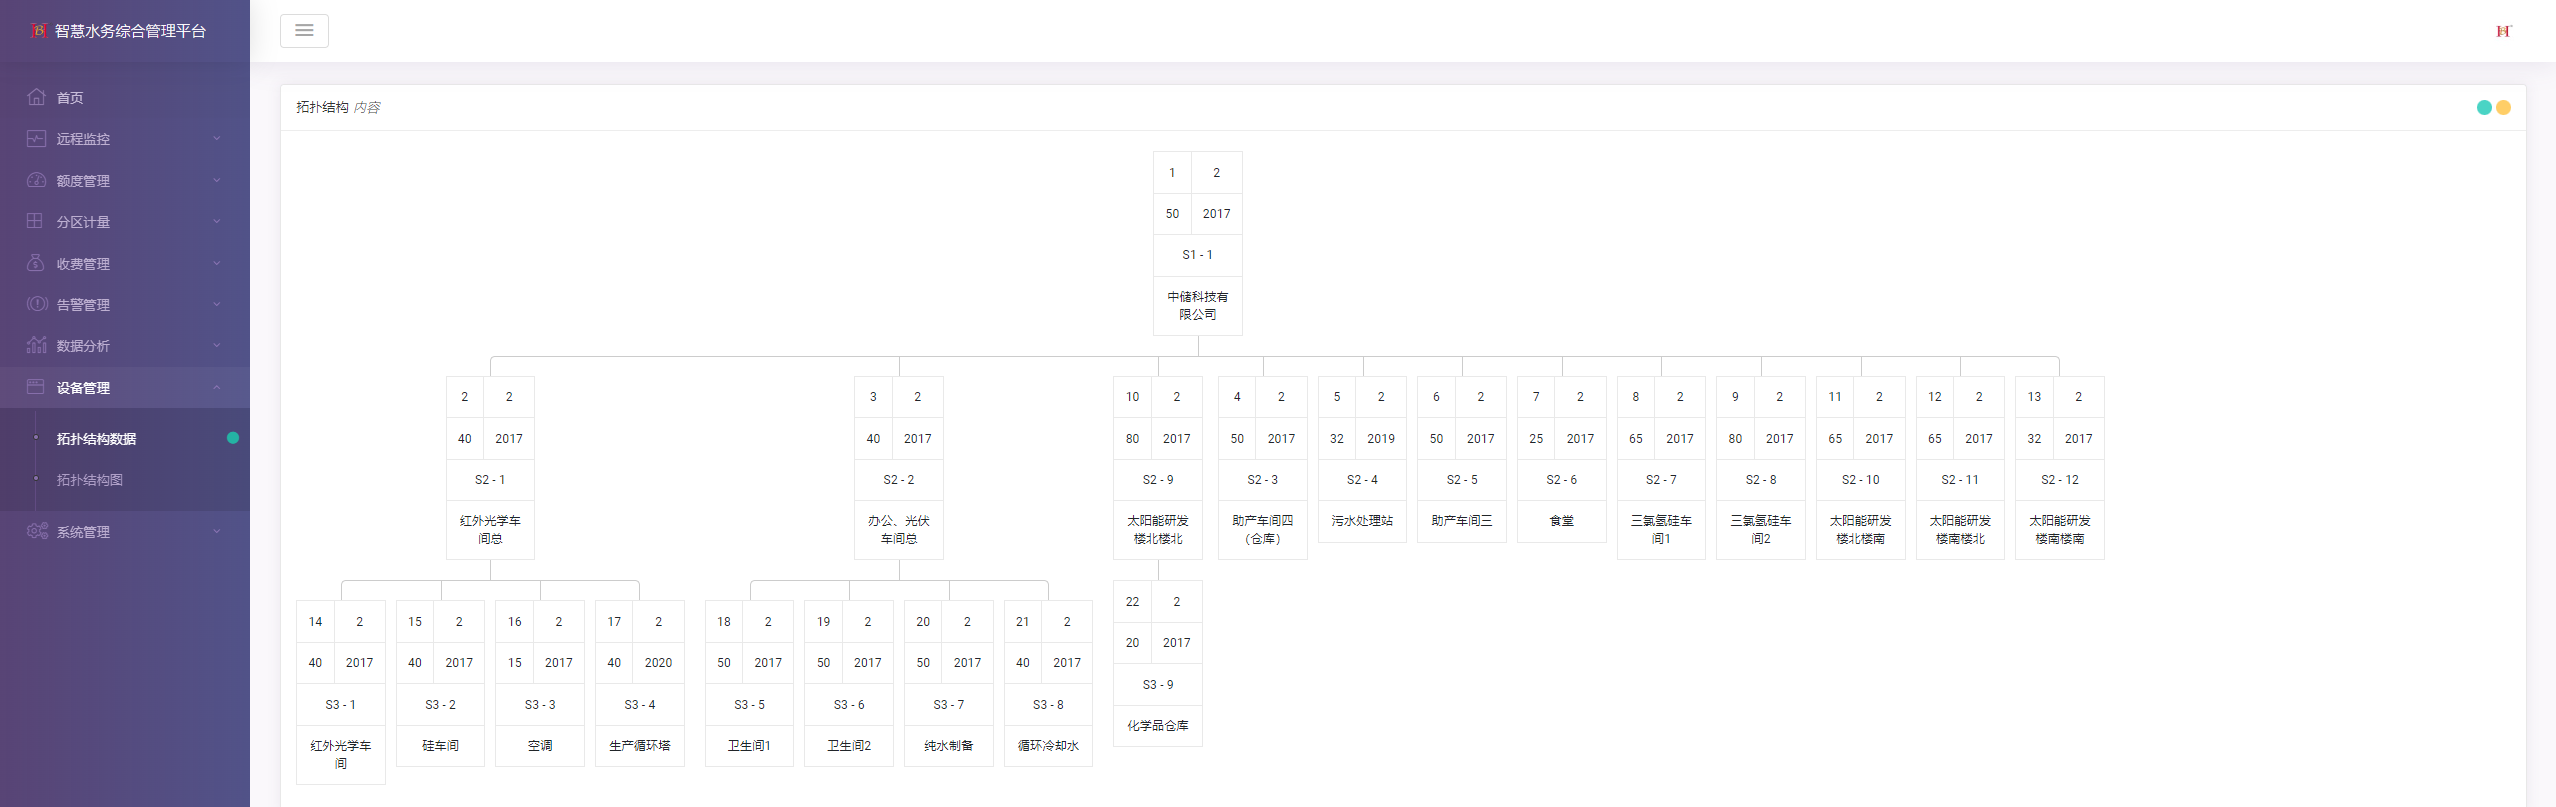 智慧水务综合管理平台
首页
远程监控
额度管理
分区计量
收费管理
告警管理
数据分析
设备管理
拓扑结构数据
拓扑结构图
系统管理
拓扑结构 内容
1 2
50 2017
S1 - 1
中储科技有
限公司
2 2
40 2017
S2 - 1
红外光学车
间总
3 2
40 2017
S2 - 2
办公、光伏
车间总
10 2
80 2017
S2 - 9
太阳能研发
楼北楼北
4 2
50 2017
S2 - 3
助产车间四
(仓库)
5 2
32 2019
S2 - 4
污水处理站
6 2
50 2017
S2 - 5
助产车间三
7 2
25 2017
S2 - 6
食堂
8 2
65 2017
S2 - 7
三氯氢硅车
间1
9 2
80 2017
S2 - 8
三氯氢硅车
间2
11 2
65 2017
S2 - 10
太阳能研发
楼北楼南
12 2
65 2017
S2 - 11
太阳能研发
楼南楼北
13 2
32 2017
S2 - 12
太阳能研发
楼南楼南
14 2
40 2017
S3 - 1
红外光学车
间
15 2
40 2017
S3 - 2
硅车间
16 2
15 2017
S3 - 3
空调
17 2
40 2020
S3 - 4
生产循环塔
18 2
50 2017
S3 - 5
卫生间1
19 2
50 2017
S3 - 6
卫生间2
20 2
50 2017
S3 - 7
纯水制备
21 2
40 2017
S3 - 8
循环冷却水
22 2
20 2017
S3 - 9
化学品仓库